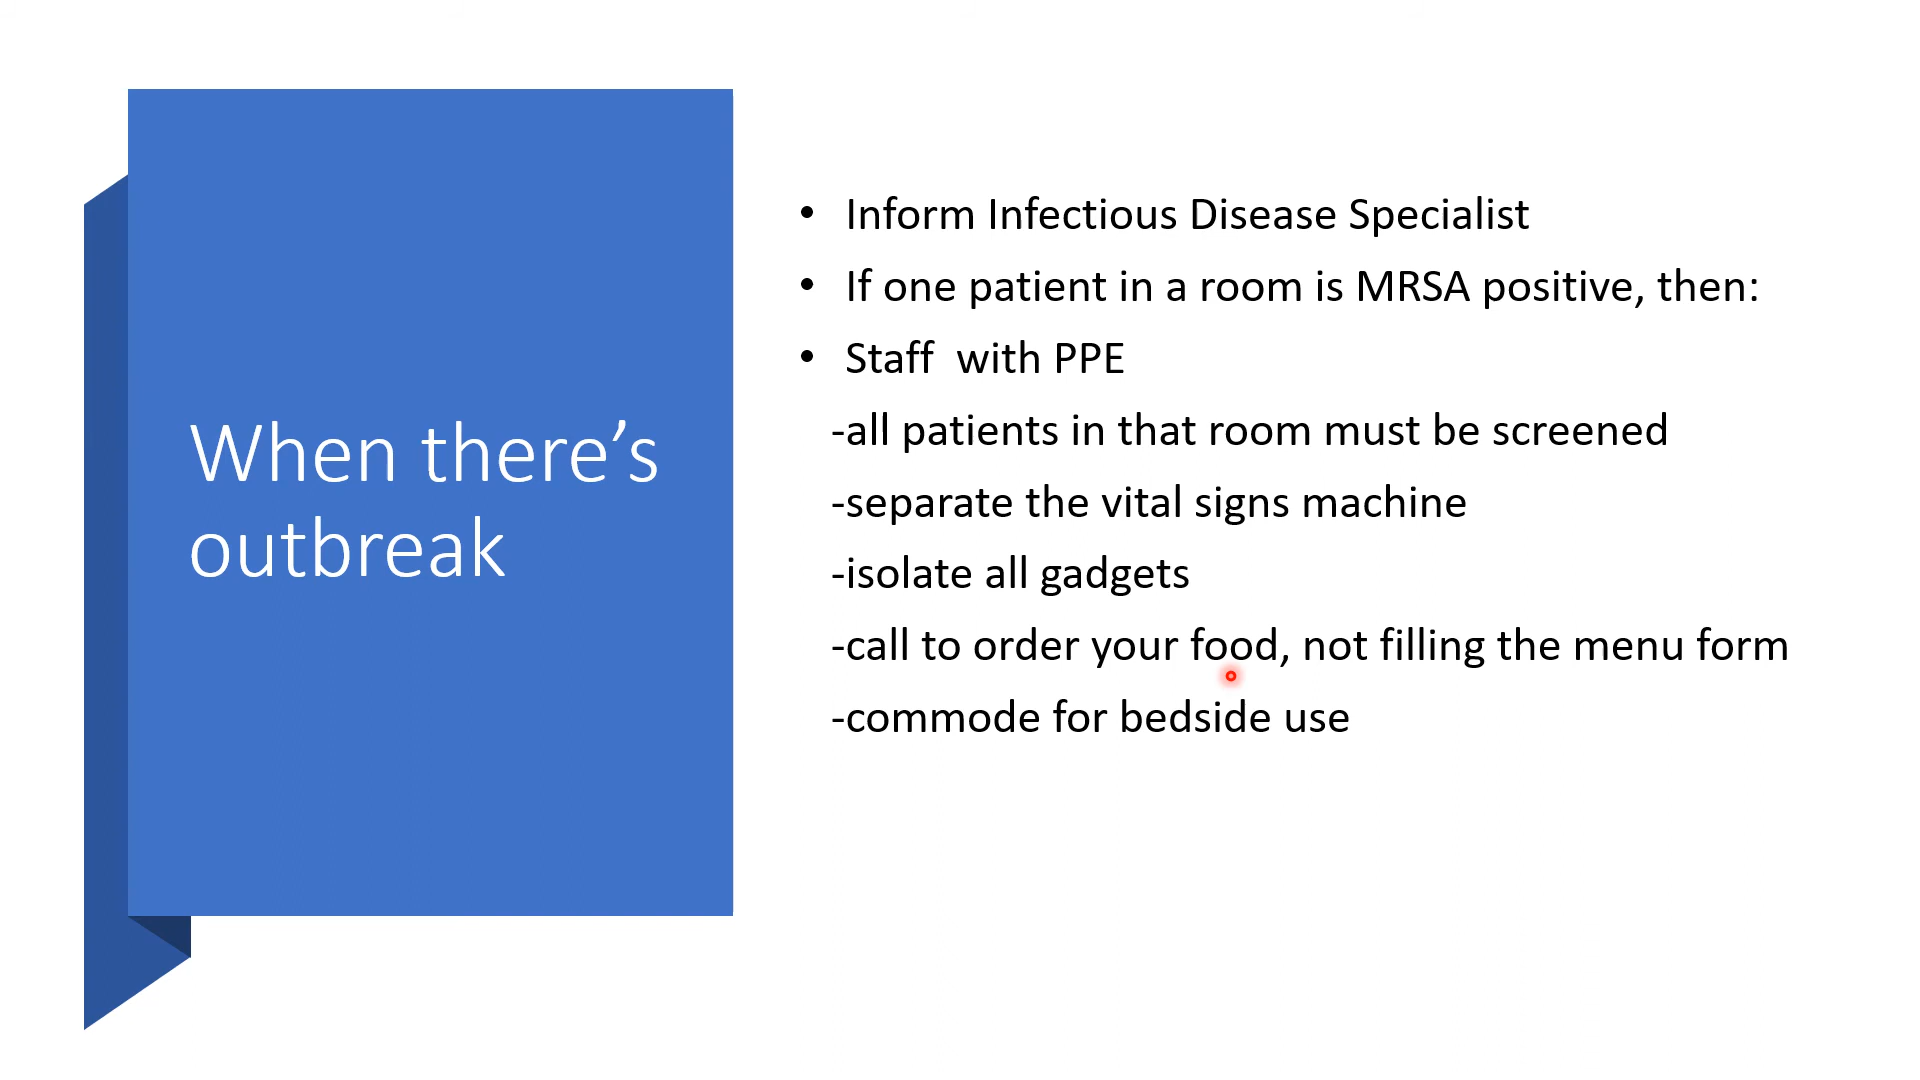 When there’s
outbreak
• Inform Infectious Disease Specialist
• If one patient in a room is MRSA positive, then:
• Staff  with PPE
-all patients in that room must be screened
-separate the vital signs machine
-isolate all gadgets
-call to order your food, not filling the menu form
-commode for bedside use